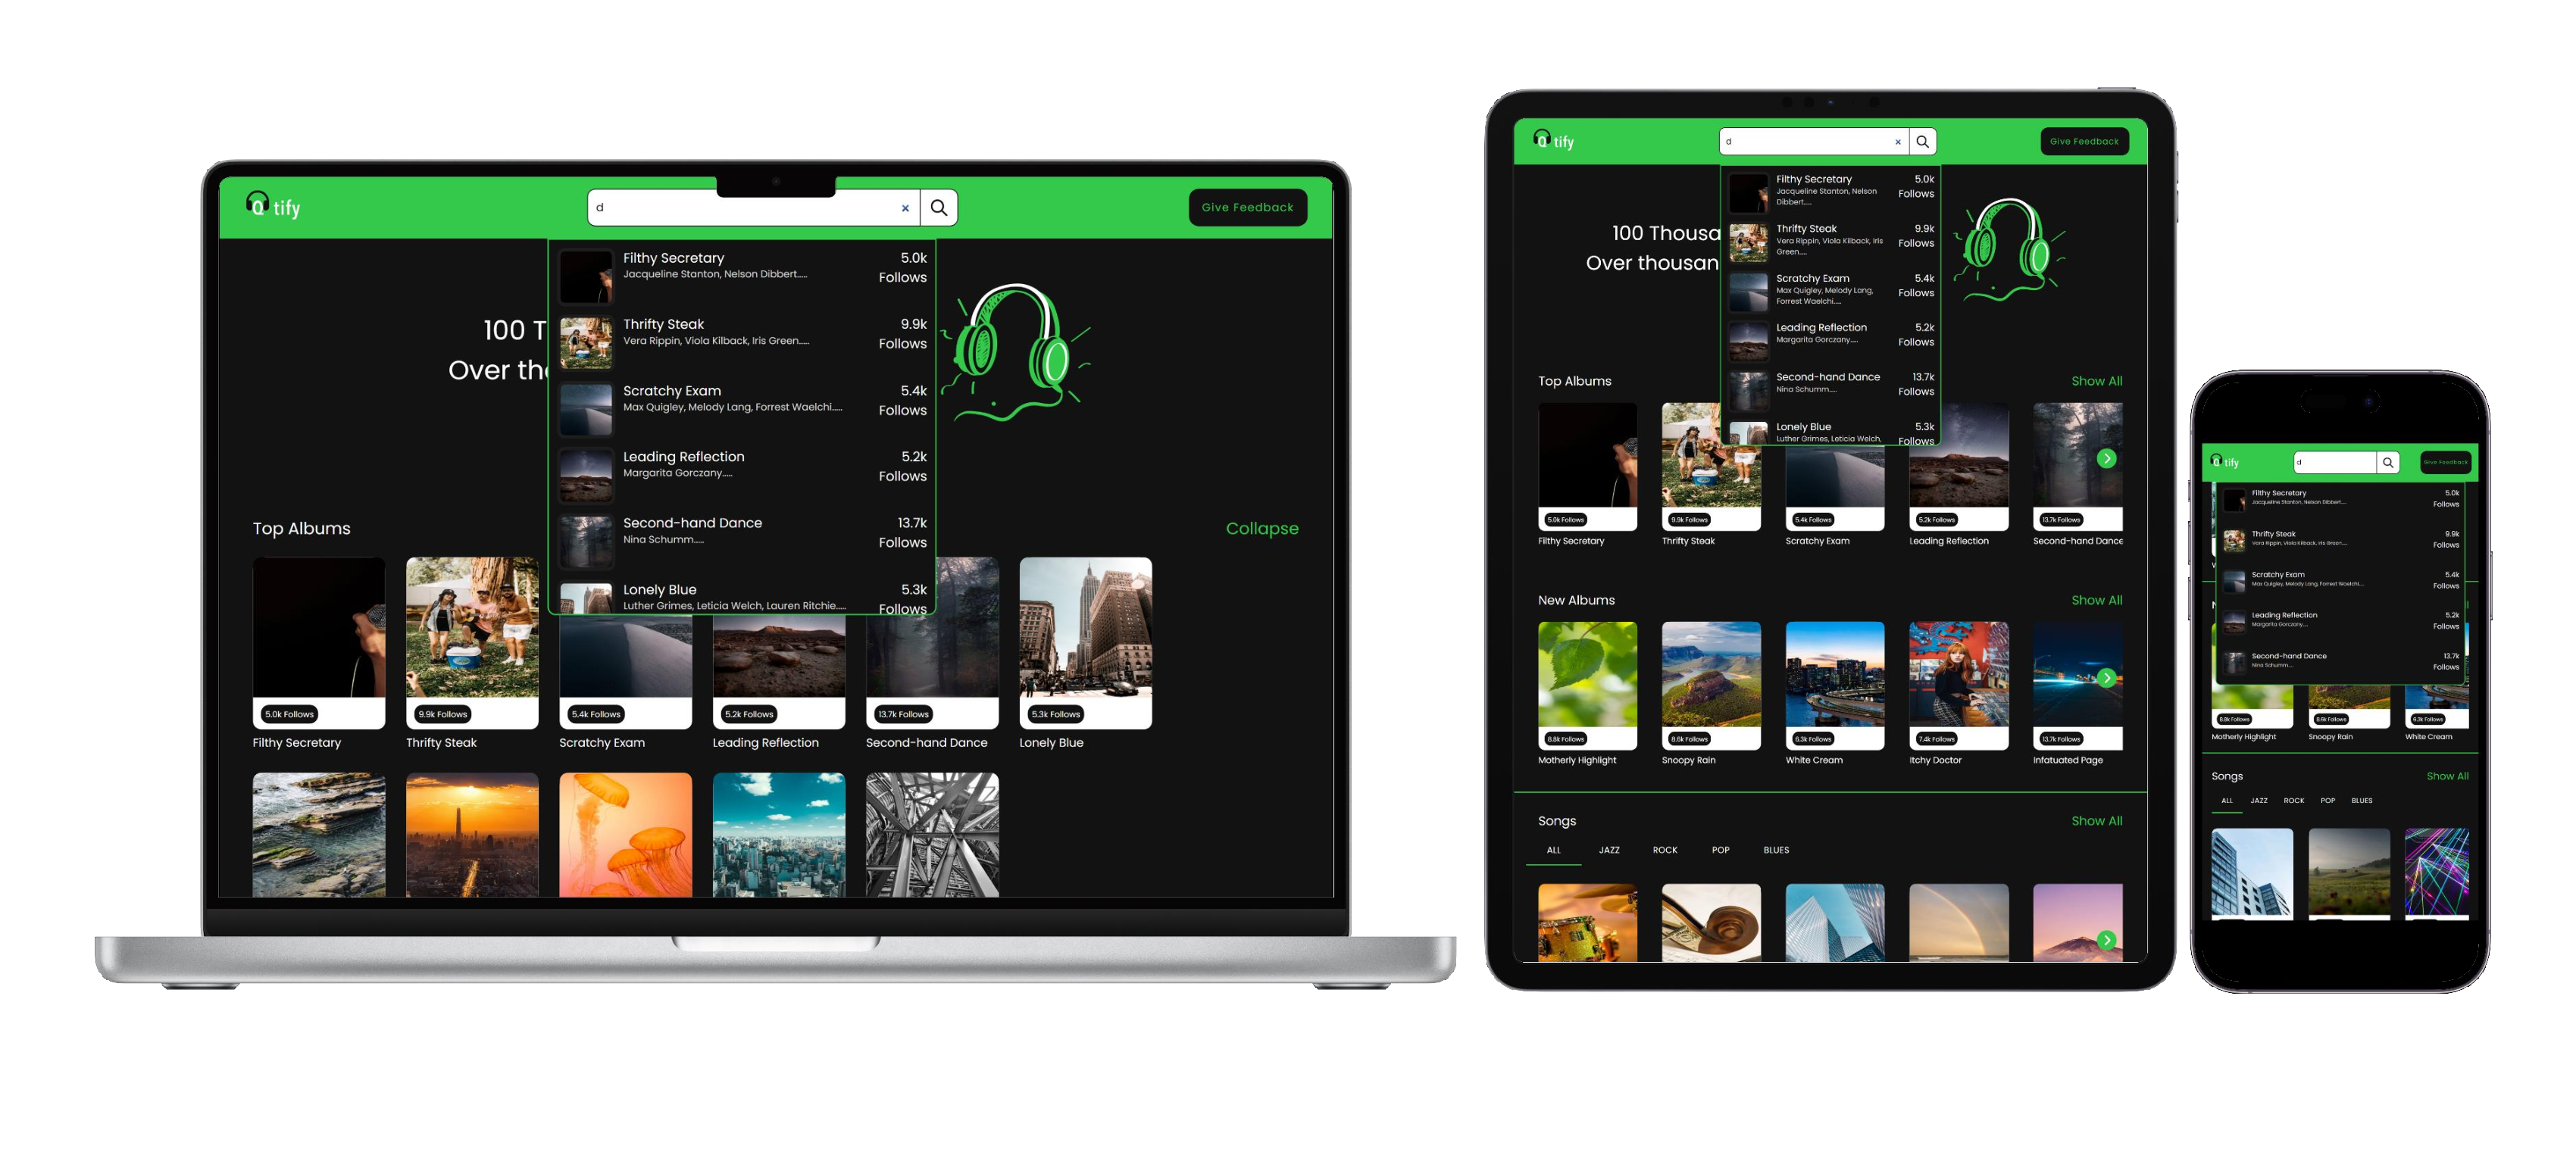 Q tify
d
×
Give Feedback
100 T
Over tho
Filthy Secretary
5.0k
Jacqueline Stanton, Nelson Dibbert.....
Follows
Thrifty Steak
9.9k
Vera Rippin, Viola Kilback, Iris Green.....
Follows
Scratchy Exam
5.4k
Max Quigley, Melody Lang, Forrest Waelchi.....
Follows
Leading Reflection
5.2k
Margarita Gorczany.....
Follows
Second-hand Dance
13.7k
Nina Schumm.....
Follows
Lonely Blue
5.3k
Luther Grimes, Leticia Welch, Lauren Ritchie.....
Follows
Top Albums
Collapse
5.0k Follows
9.9k Follows
5.4k Follows
5.2k Follows
13.7k Follows
5.3k Follows
Filthy Secretary
Thrifty Steak
Scratchy Exam
Leading Reflection
Second-hand Dance
Lonely Blue
Q tify
d
×
Give Feedback
100 Thousa
Over thousan
Filthy Secretary
5.0k
Jacqueline Stanton, Nelson
Follows
Dibbert.....
Thrifty Steak
9.9k
Vera Rippin, Viola Kilback, Iris
Follows
Green.....
Scratchy Exam
5.4k
Max Quigley, Melody Lang,
Follows
Forrest Waelchi.....
Leading Reflection
5.2k
Margarita Gorczany.....
Follows
Second-hand Dance
13.7k
Nina Schumm.....
Follows
Lonely Blue
5.3k
Luther Grimes, Leticia Welch,
Follows
Top Albums
Show All
5.0k Follows
9.9k Follows
5.4k Follows
5.2k Follows
13.7k Follows
Filthy Secretary
Thrifty Steak
Scratchy Exam
Leading Reflection
Second-hand Dance
New Albums
Show All
8.8k Follows
8.6k Follows
6.3k Follows
7.4k Follows
13.7k Follows
Motherly Highlight
Snoopy Rain
White Cream
Itchy Doctor
Infatuated Page
Songs
Show All
ALL
JAZZ
ROCK
POP
BLUES
Q tify
d
Give Feedback
Filthy Secretary
5.0k
Jacqueline Stanton, Nelson Dibbert.....
Follows
Thrifty Steak
9.9k
Vera Rippin, Viola Kilback, Iris Green.....
Follows
Scratchy Exam
5.4k
Max Quigley, Melody Lang, Forrest Waelchi.....
Follows
Leading Reflection
5.2k
Margarita Gorczany.....
Follows
Second-hand Dance
13.7k
Nina Schumm.....
Follows
8.8k Follows
8.6k Follows
6.3k Follows
Motherly Highlight
Snoopy Rain
White Cream
Songs
Show All
ALL
JAZZ
ROCK
POP
BLUES